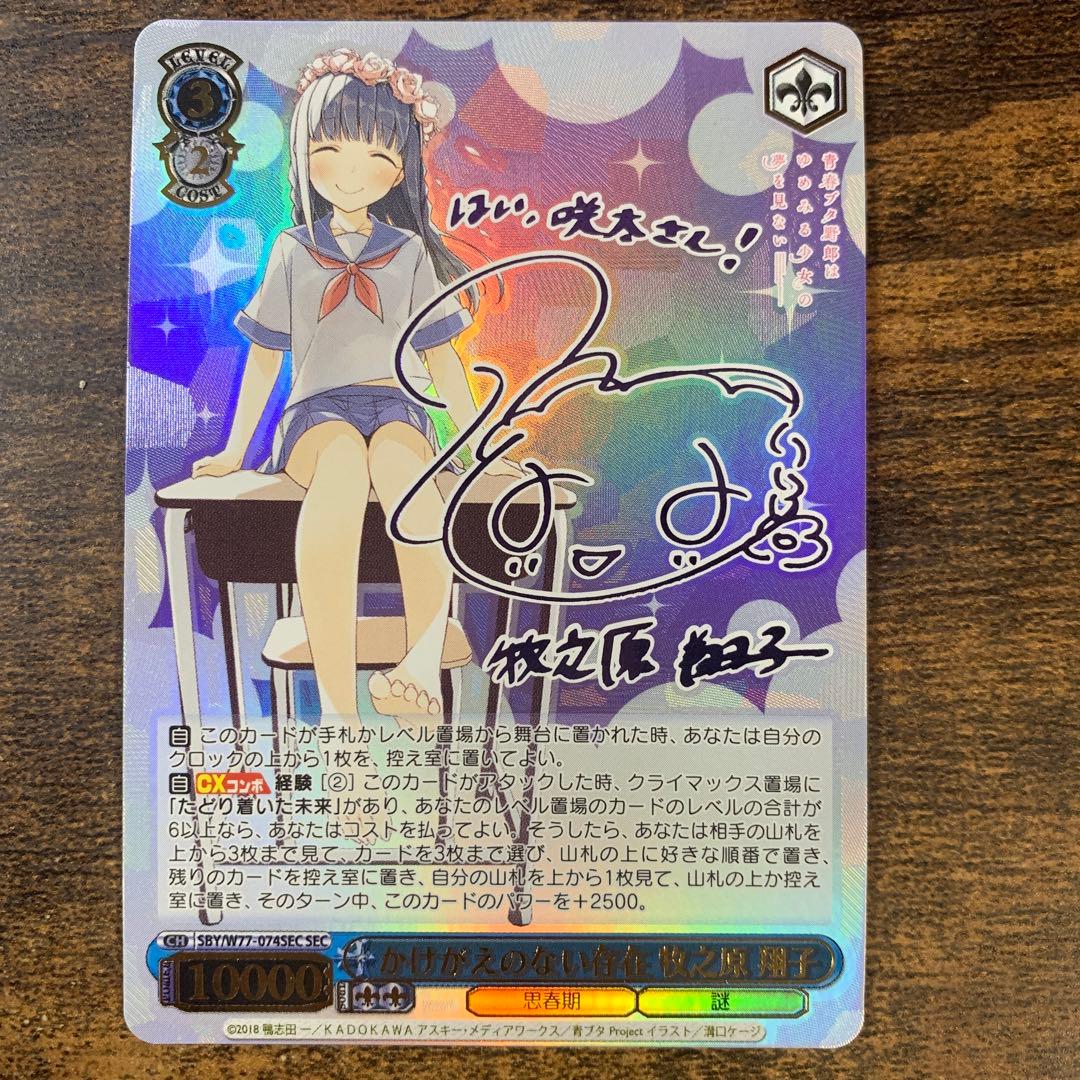 LEVEL
3
2
COST
青春ブタ野郎は
ゆめみる少女の
夢を見ない
はい、咲太さん!
牧之原 翔子
自 このカードが手札かレベル置場から舞台に置かれた時、あなたは自分の
クロックの上から1枚を、控え室に置いてよい。
自 CXコンボ 経験 [②] このカードがアタックした時、クライマックス置場に
「たどり着いた未来」があり、あなたのレベル置場のカードのレベルの合計が
6以上なら、あなたはコストを払ってよい。そうしたら、あなたは相手の山札を
上から3枚まで見て、カードを3枚まで選び、山札の上に好きな順番で置き、
残りのカードを控え室に置き、自分の山札を上から1枚見て、山札の上か控え
室に置き、そのターン中、このカードのパワーを+2500。
CH SBY/W77-074SEC SEC
かけがえのない存在 牧之原 翔子
POWER 10000 SOUL
思春期 謎
©2018 鴨志田 一/KADOKAWA アスキー・メディアワークス/青ブタ Project イラスト/溝口ケージ